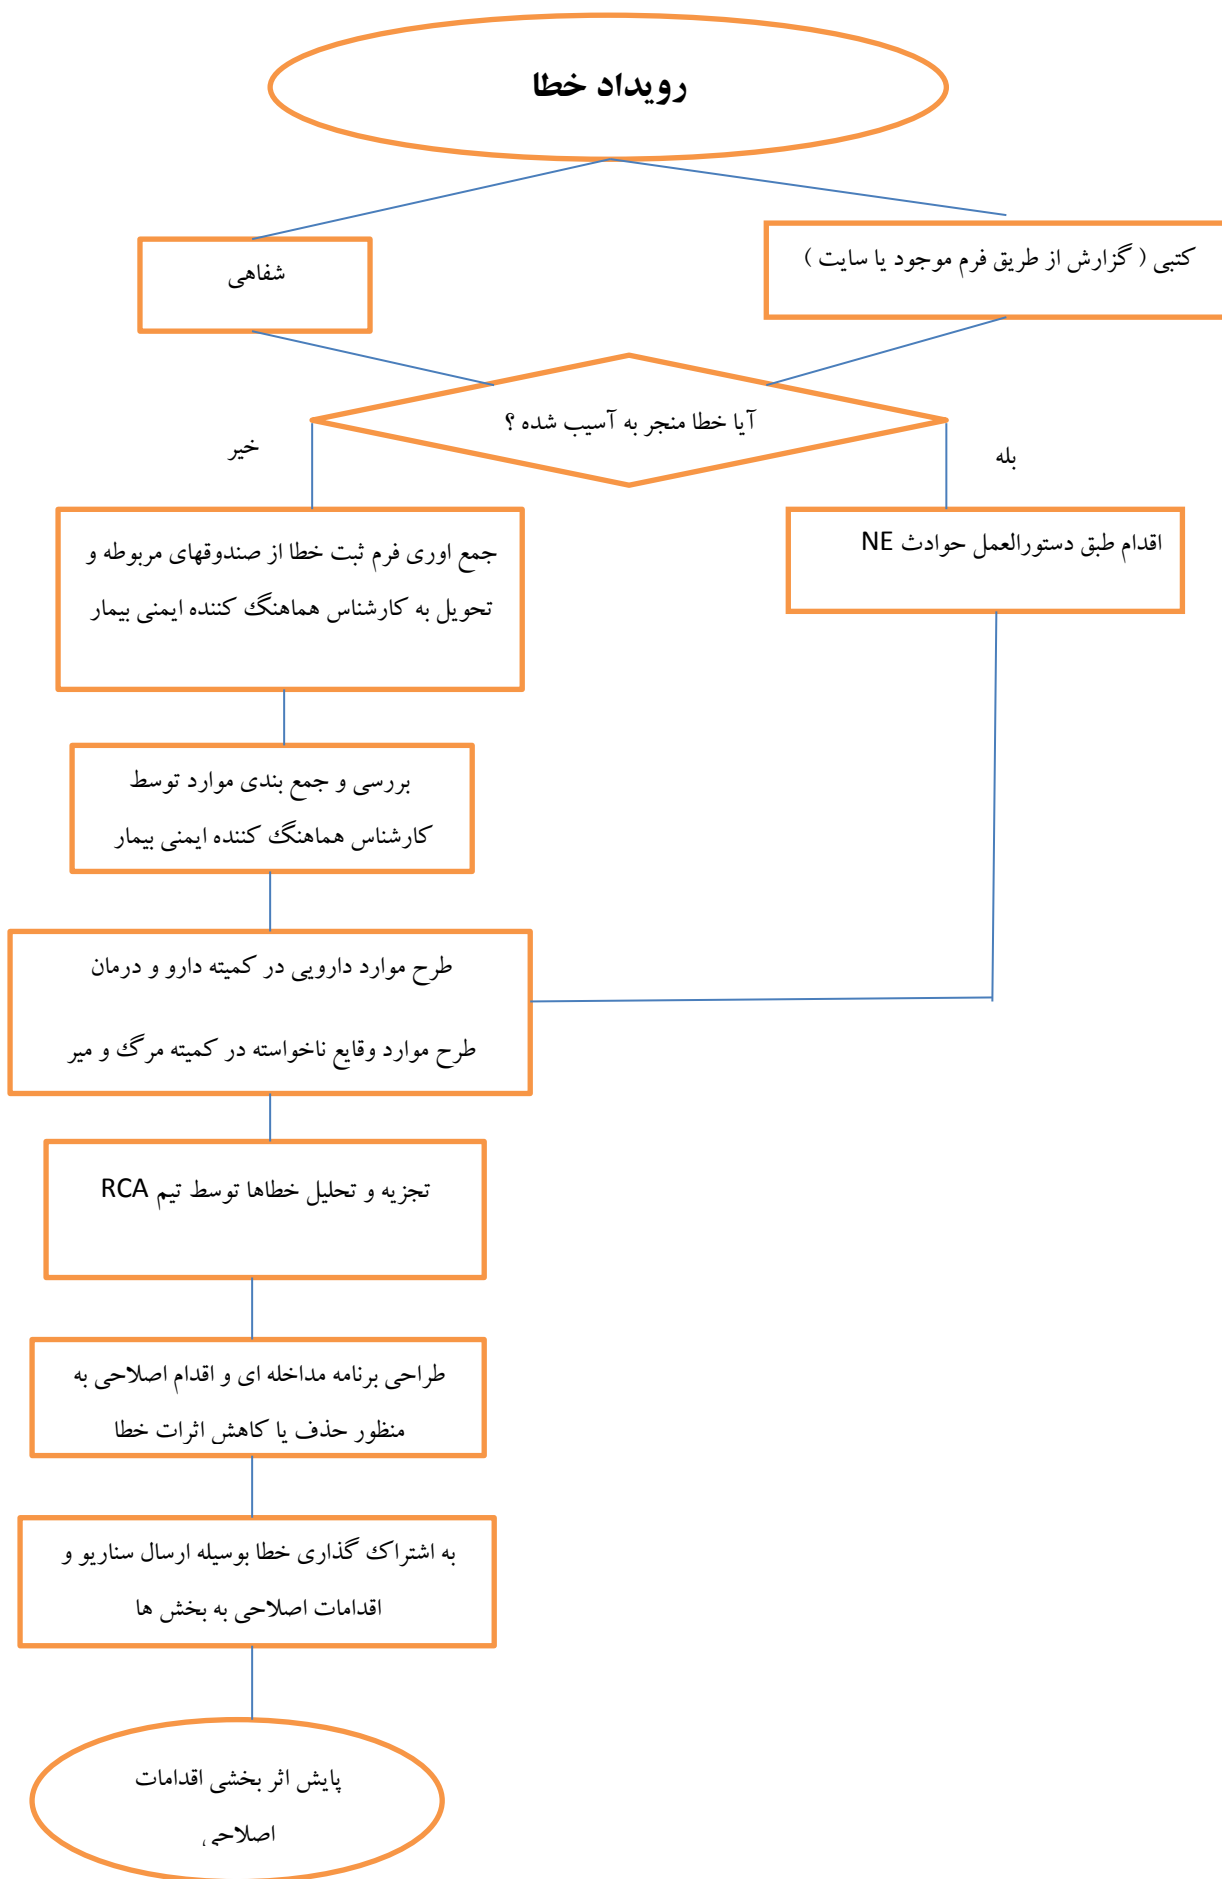 رویداد خطا
کتبی ( گزارش از طریق فرم موجود یا سایت )
شفاهی
آیا خطا منجر به آسیب شده ؟
خیر
بله
اقدام طبق دستورالعمل حوادث NE
جمع اوری فرم ثبت خطا از صندوقهای مربوطه و
تحویل به کارشناس هماهنگ کننده ایمنی بیمار
بررسی و جمع بندی موارد توسط
کارشناس هماهنگ کننده ایمنی بیمار
طرح موارد دارویی در کمیته دارو و درمان
طرح موارد وقایع ناخواسته در کمیته مرگ و میر
تجزیه و تحلیل خطاها توسط تیم RCA
طراحی برنامه مداخله ای و اقدام اصلاحی به
منظور حذف یا کاهش اثرات خطا
به اشتراک گذاری خطا بوسیله ارسال سناریو و
اقدامات اصلاحی به بخش ها
پایش اثر بخشی اقدامات
اصلاحی